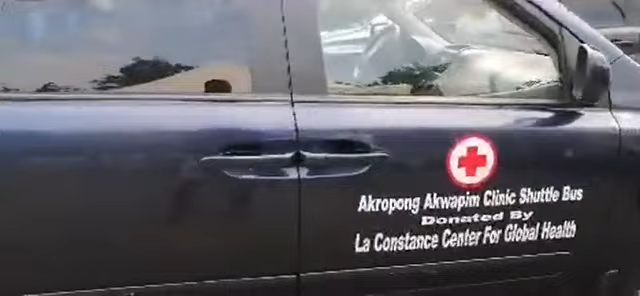 Akropong Akwapim Clinic Shuttle Bus
Donated By
La Constance Center For Global Health